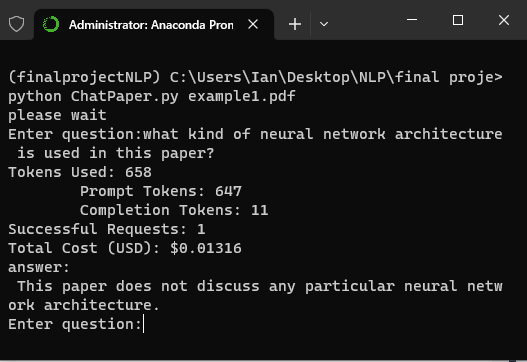 Administrator: Anaconda Pron
(finalprojectNLP) C:\Users\Ian\Desktop\NLP\final proje>
python ChatPaper.py example1.pdf
please wait
Enter question:what kind of neural network architecture
 is used in this paper?
Tokens Used: 658
        Prompt Tokens: 647
        Completion Tokens: 11
Successful Requests: 1
Total Cost (USD): $0.01316
answer:
 This paper does not discuss any particular neural netw
ork architecture.
Enter question: